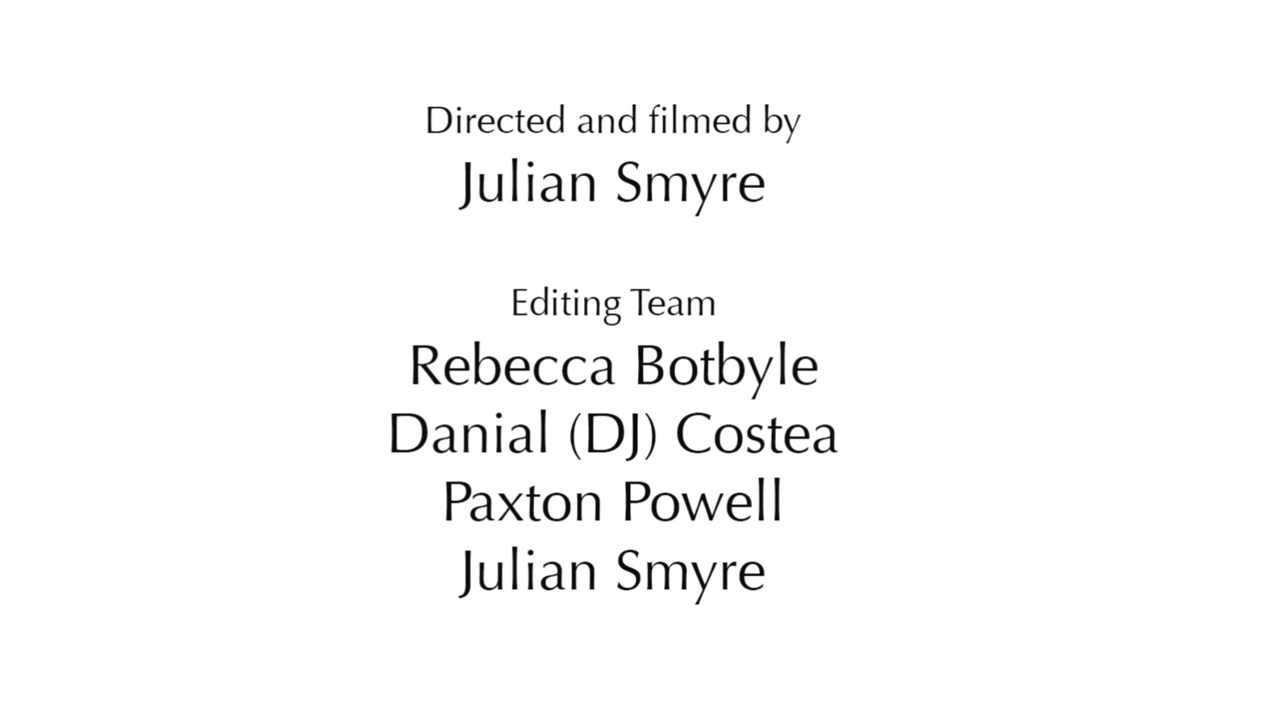 Directed and filmed by
Julian Smyre
Editing Team
Rebecca Botbyle
Danial (DJ) Costea
Paxton Powell
Julian Smyre